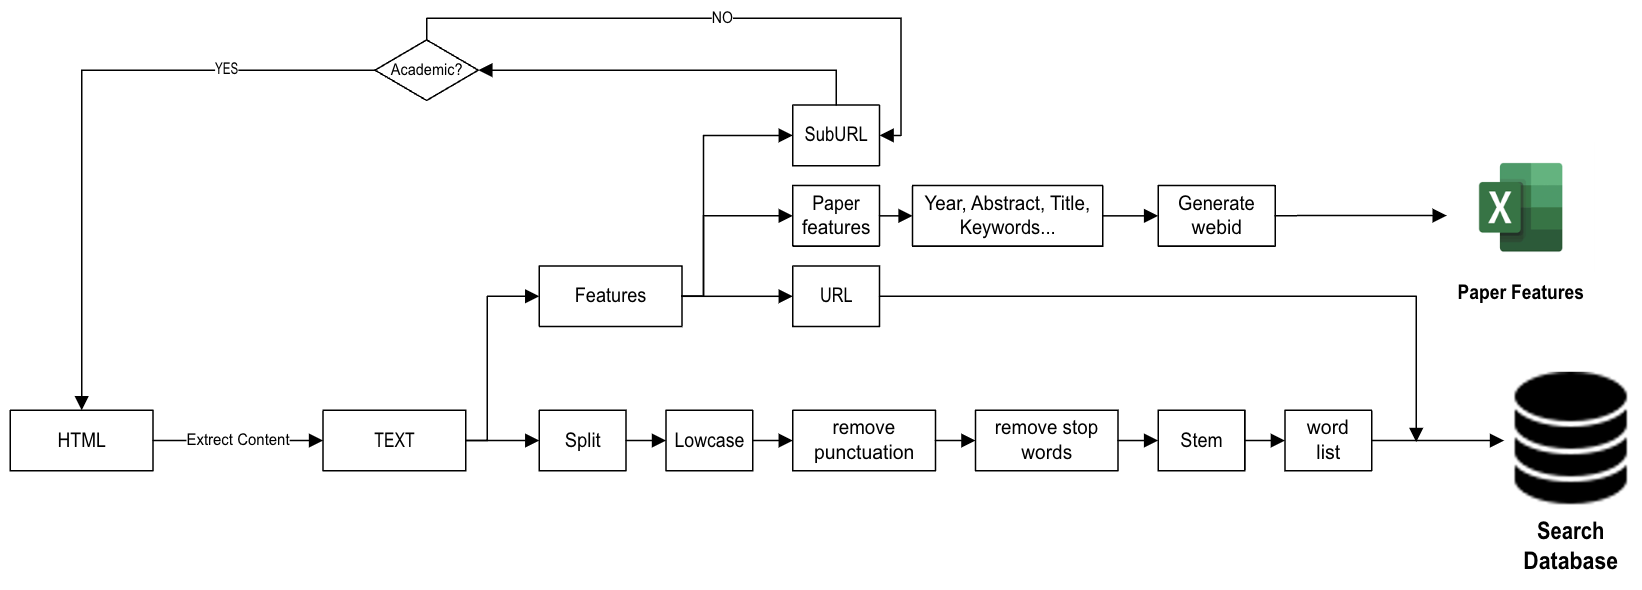 NO
YES
Academic?
SubURL
Paper
features
Year, Abstract, Title,
Keywords...
Generate
webid
X
Paper Features
Features
URL
HTML
Extrect Content
TEXT
Split
Lowcase
remove
punctuation
remove stop
words
Stem
word
list
Search
Database